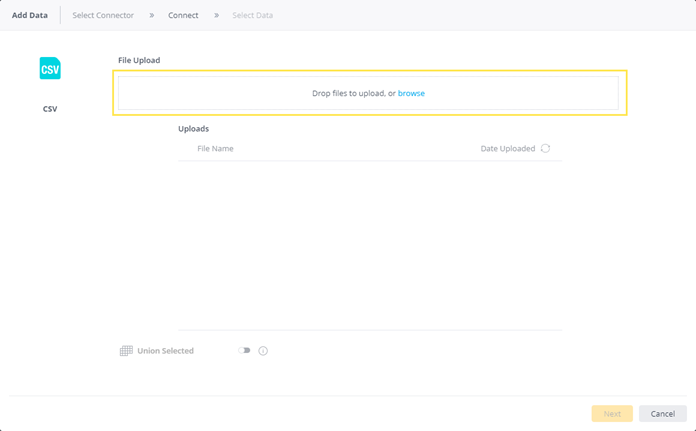 Add Data Select Connector » Connect » Select Data
File Upload
CSV
Drop files to upload, or browse
CSV
Uploads
File Name Date Uploaded
Union Selected
Next Cancel